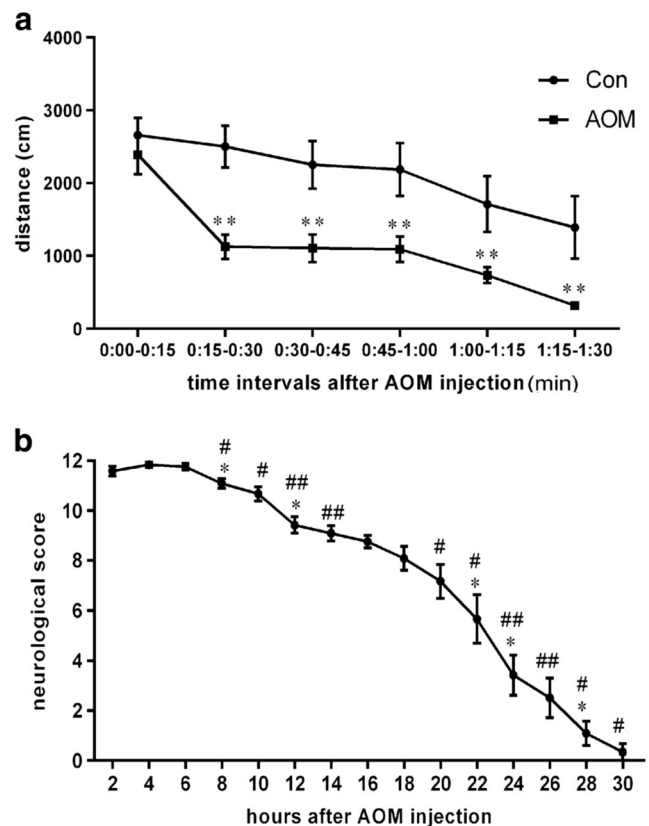 a
4000
3000
2000
1000
0
distance (cm)
Con
AOM
** ** ** ** **
0:00-0:15 0:15-0:30 0:30-0:45 0:45-1:00 1:00-1:15 1:15-1:30
time intervals alfter AOM injection (min)
b
12
10
8
6
4
2
0
neurological score
# # ## ## # # ## ## # #
* * * * *
2 4 6 8 10 12 14 16 18 20 22 24 26 28 30
hours after AOM injection